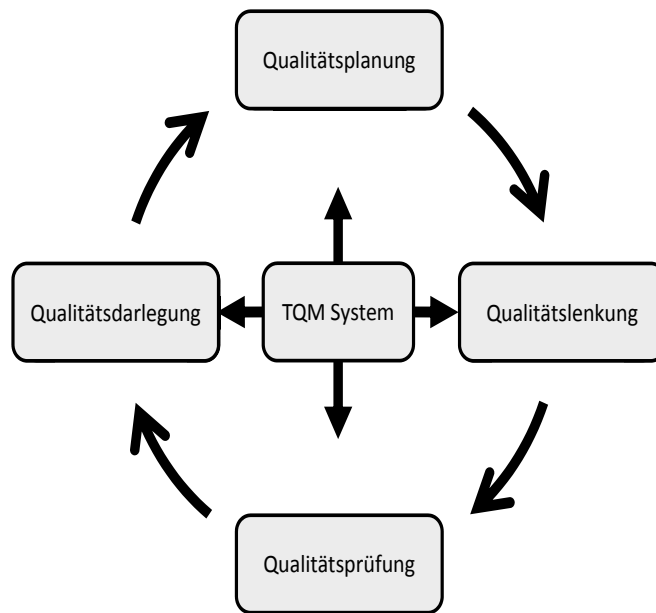 Qualitätsplanung
Qualitätsdarlegung
TQM System
Qualitätslenkung
Qualitätsprüfung